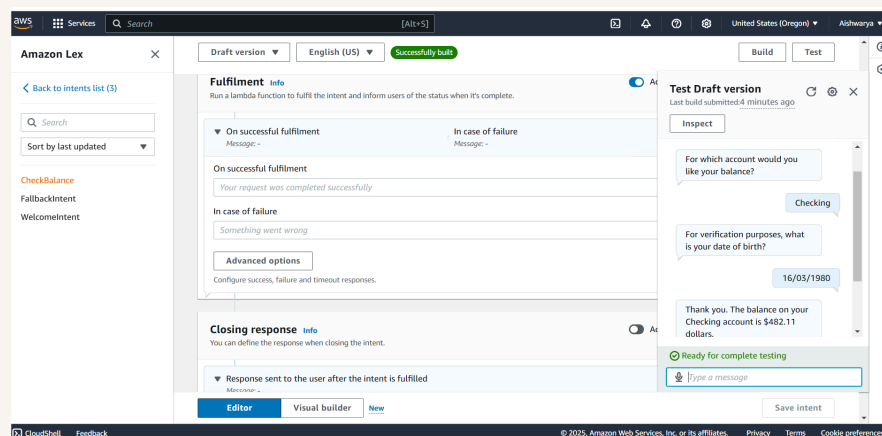 aws
Services
Search
[Alt+S]
United States (Oregon)
Aishwarya
Amazon Lex
Back to intents list (3)
Search
Sort by last updated
CheckBalance
FallbackIntent
WelcomeIntent
Draft version
English (US)
Successfully built
Build
Test
Fulfilment Info
Run a lambda function to fulfil the intent and inform users of the status when it's complete.
On successful fulfilment
Message: -
In case of failure
Message: -
On successful fulfilment
Your request was completed successfully
In case of failure
Something went wrong
Advanced options
Configure success, failure and timeout responses.
Closing response Info
You can define the response when closing the intent.
Response sent to the user after the intent is fulfilled
Editor
Visual builder
New
Save intent
Test Draft version
Last build submitted: 4 minutes ago
Inspect
For which account would you
like your balance?
Checking
For verification purposes, what
is your date of birth?
16/03/1980
Thank you. The balance on your
Checking account is $482.11
dollars.
Ready for complete testing
Type a message
CloudShell
Feedback
© 2025, Amazon Web Services, Inc. or its affiliates.
Privacy
Terms
Cookie preferences